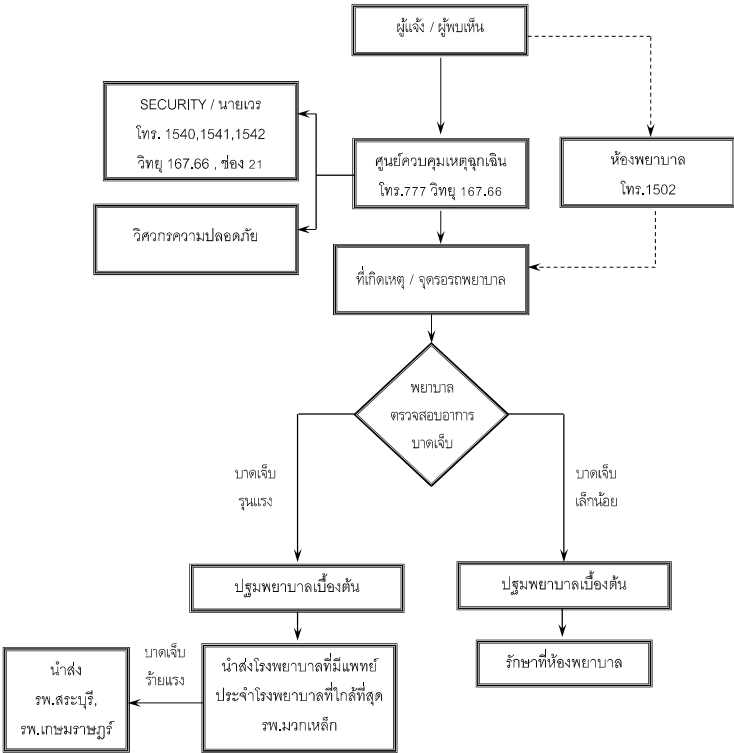 ผู้แจ้ง / ผู้พบเห็น
SECURITY / นายเวร
โทร. 1540,1541,1542
วิทยุ 167.66 , ช่อง 21
ศูนย์ควบคุมเหตุฉุกเฉิน
โทร.777 วิทยุ 167.66
ห้องพยาบาล
โทร.1502
วิศวกรความปลอดภัย
ที่เกิดเหตุ / จุดรอรถพยาบาล
พยาบาล
ตรวจสอบอาการ
บาดเจ็บ
บาดเจ็บ
รุนแรง
บาดเจ็บ
เล็กน้อย
ปฐมพยาบาลเบื้องต้น
ปฐมพยาบาลเบื้องต้น
นำส่ง
รพ.สระบุรี,
รพ.เกษมราษฎร์
บาดเจ็บ
ร้ายแรง
นำส่งโรงพยาบาลที่มีแพทย์
ประจำโรงพยาบาลที่ใกล้ที่สุด
รพ.มวกเหล็ก
รักษาที่ห้องพยาบาล